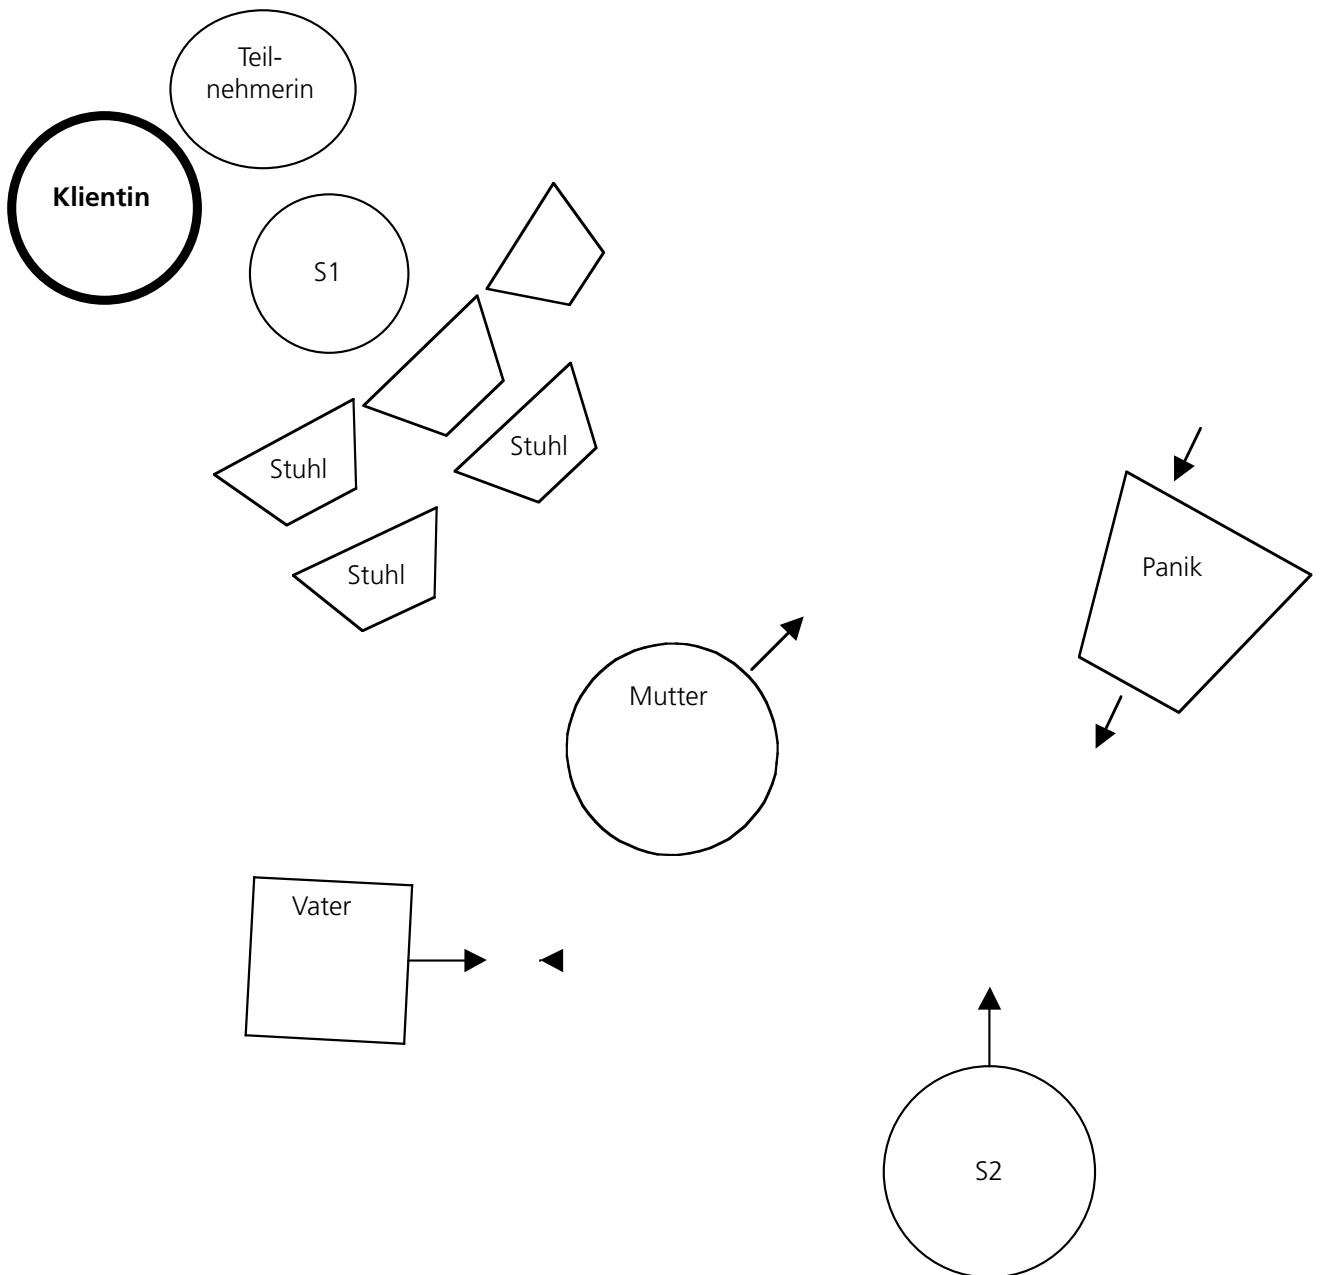 Teil-
nehmerin
Klientin
S1
Stuhl
Stuhl
Stuhl
Panik
Mutter
Vater
S2